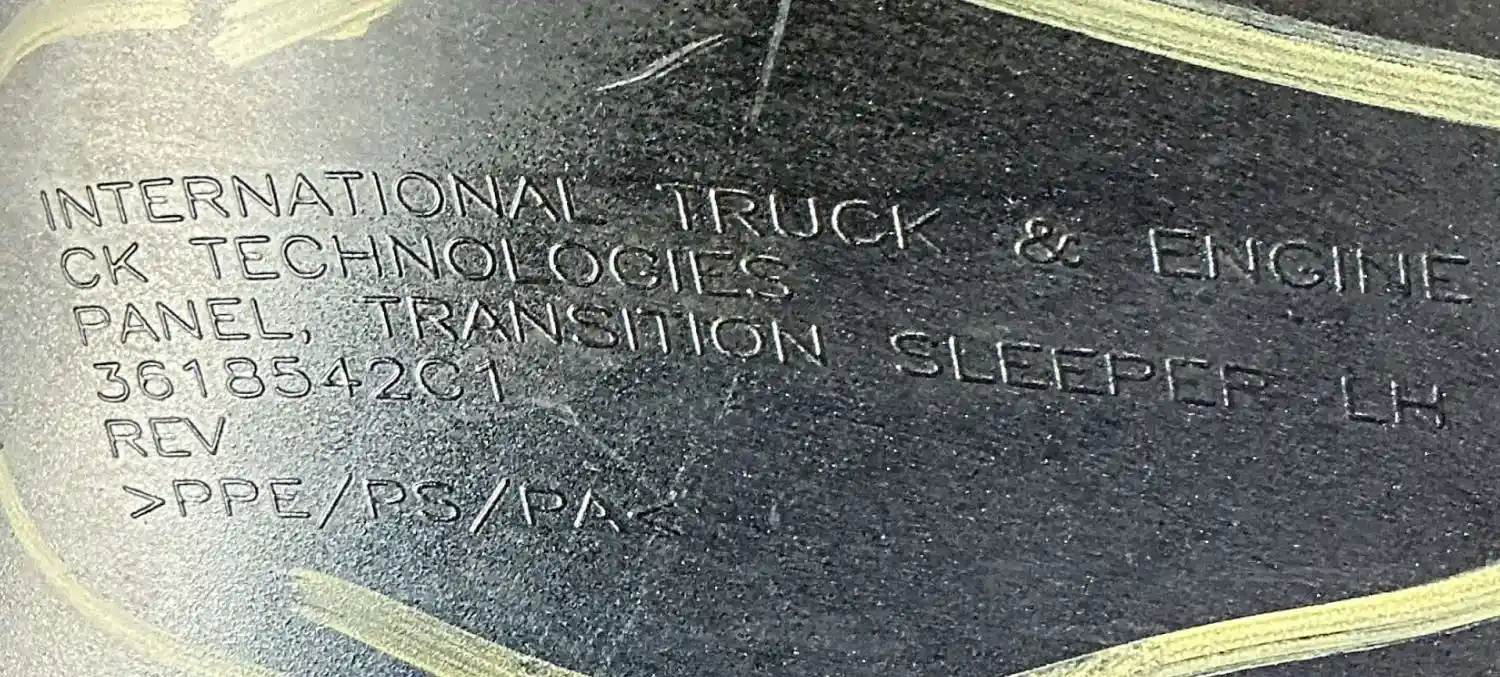 INTERNATIONAL TRUCK & ENGINE
CK TECHNOLOGIES
PANEL, TRANSITION SLEEPER LH
3618542C1
REV
>PPE/PS/PA<